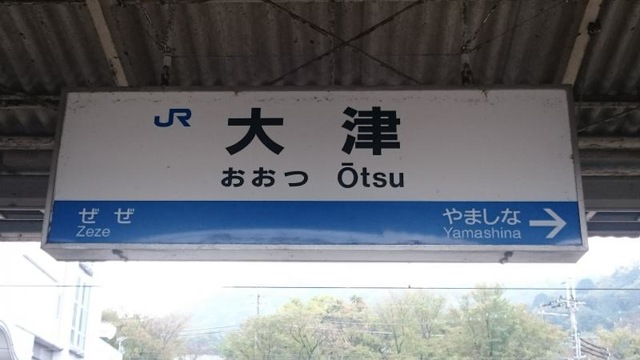 JR 大津
おおつ Ōtsu
ぜぜ やましな →
Zeze Yamashina